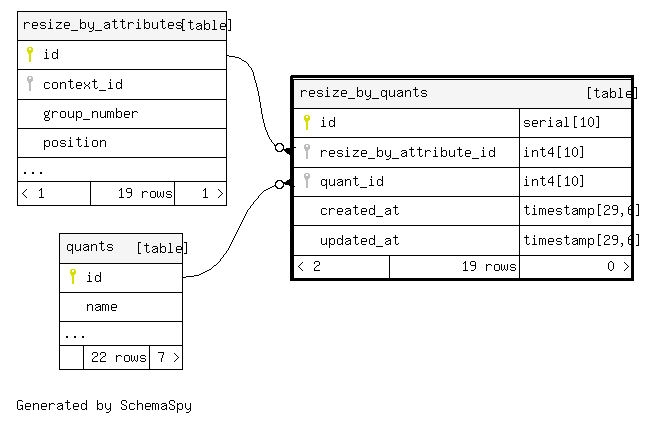 resize_by_attributes [table]
id
context_id
group_number
position
...
< 1 19 rows 1 >
resize_by_quants [table]
id serial[10]
resize_by_attribute_id int4[10]
quant_id int4[10]
created_at timestamp[29,6]
updated_at timestamp[29,6]
< 2 19 rows 0 >
quants [table]
id
name
...
22 rows 7 >
Generated by SchemaSpy